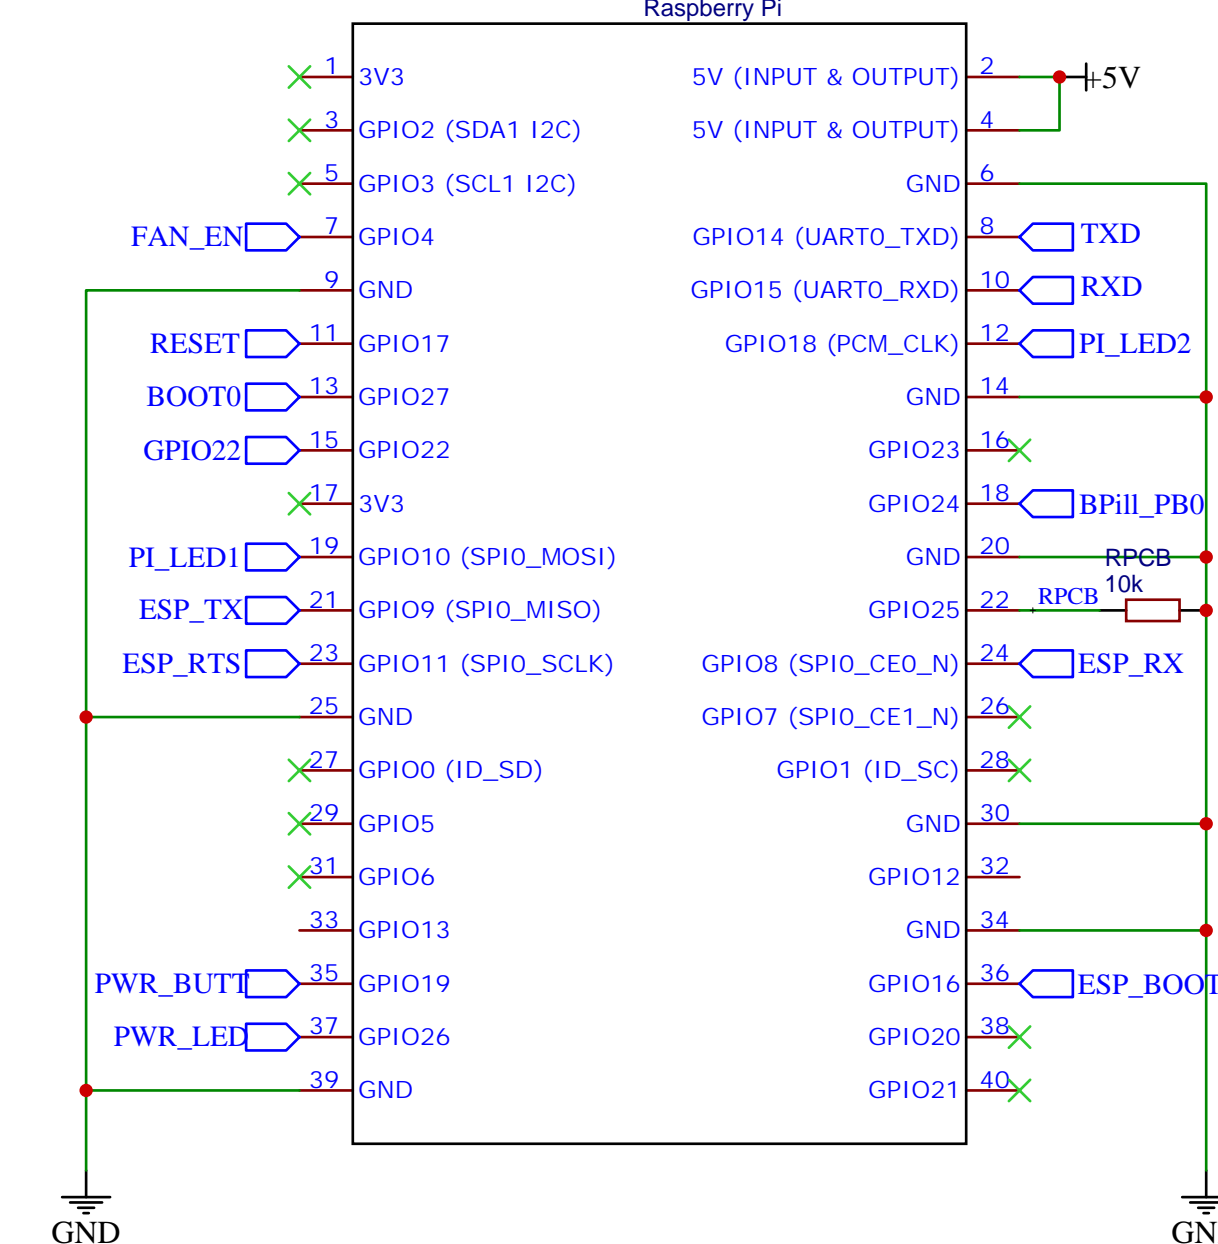 Raspberry Pi
1 3V3 5V (INPUT & OUTPUT) 2 +5V
3 GPIO2 (SDA1 I2C) 5V (INPUT & OUTPUT) 4
5 GPIO3 (SCL1 I2C) GND 6
FAN_EN 7 GPIO4 GPIO14 (UART0_TXD) 8 TXD
9 GND GPIO15 (UART0_RXD) 10 RXD
RESET 11 GPIO17 GPIO18 (PCM_CLK) 12 PI_LED2
BOOT0 13 GPIO27 GND 14
GPIO22 15 GPIO22 GPIO23 16
17 3V3 GPIO24 18 BPill_PB0
PI_LED1 19 GPIO10 (SPI0_MOSI) GND 20 RPCB
10k
ESP_TX 21 GPIO9 (SPI0_MISO) GPIO25 22 RPCB
ESP_RTS 23 GPIO11 (SPI0_SCLK) GPIO8 (SPI0_CE0_N) 24 ESP_RX
25 GND GPIO7 (SPI0_CE1_N) 26
27 GPIO0 (ID_SD) GPIO1 (ID_SC) 28
29 GPIO5 GND 30
31 GPIO6 GPIO12 32
33 GPIO13 GND 34
PWR_BUTT 35 GPIO19 GPIO16 36 ESP_BOOT
PWR_LED 37 GPIO26 GPIO20 38
39 GND GPIO21 40
GND GN